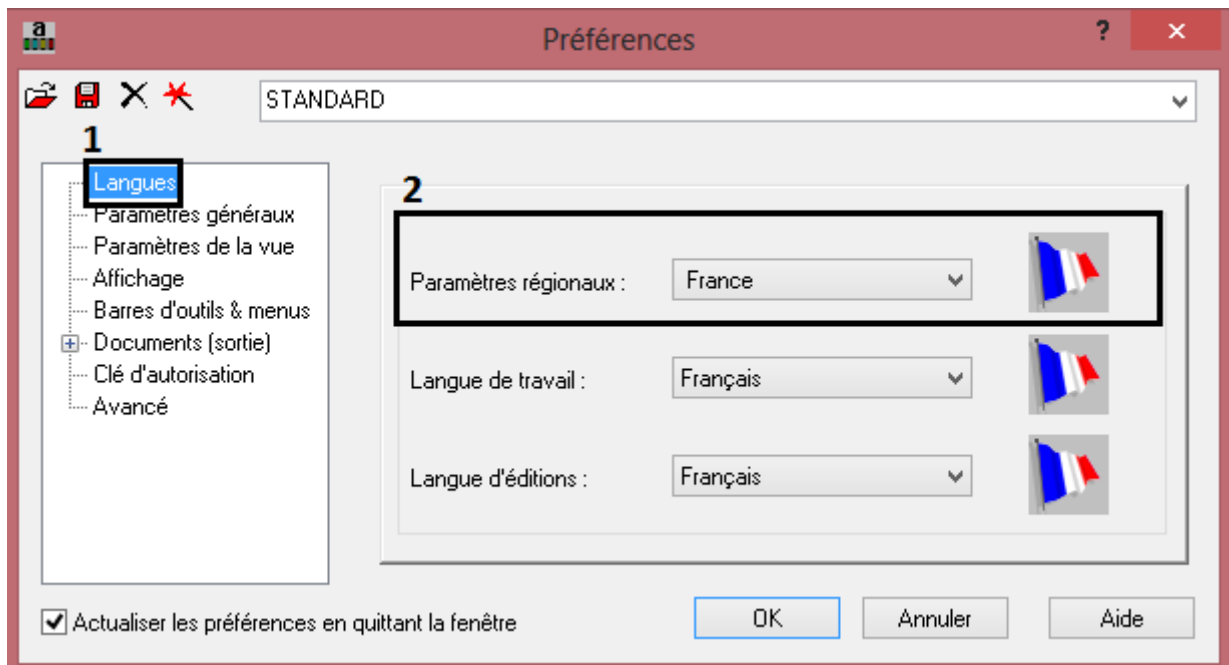 a
Préférences
?
×
STANDARD
1
Langues
Paramètres généraux
Paramètres de la vue
Affichage
Barres d'outils & menus
Documents (sortie)
Clé d'autorisation
Avancé
2
Paramètres régionaux : France
Langue de travail : Français
Langue d'éditions : Français
Actualiser les préférences en quittant la fenêtre
OK Annuler Aide